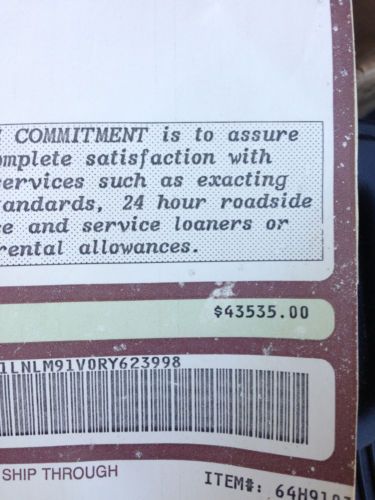 COMMITMENT is to assure
omplete satisfaction with
ervices such as exacting
andards, 24 hour roadside
e and service loaners or
rental allowances.
$43535.00
1LNLM91V0RY623998
SHIP THROUGH
ITEM#: 64H9